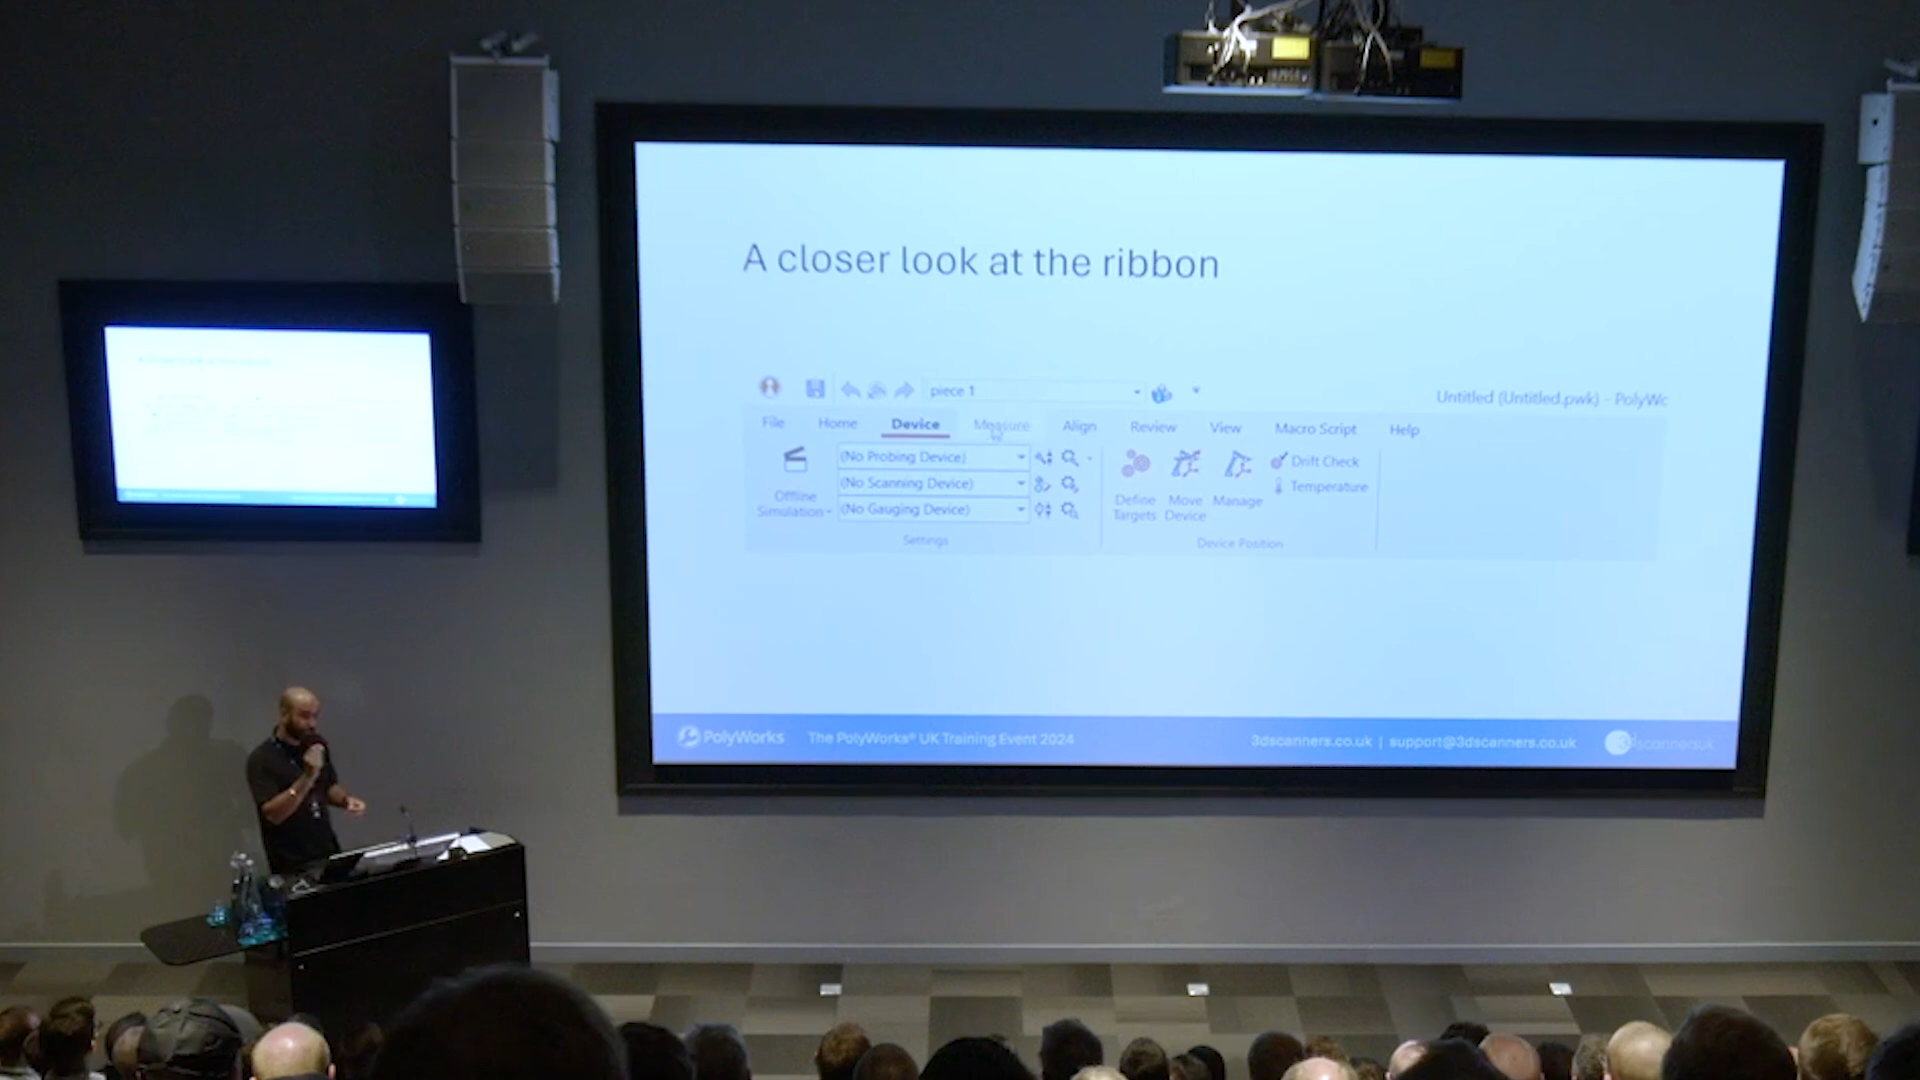 A closer look at the ribbon
piece 1
Untitled (Untitled.pwk) - PolyWc
File Home Device Measure Align Review View Macro Script Help
Offline Simulation
(No Probing Device)
(No Scanning Device)
(No Gauging Device)
Settings
Define Targets
Move Device
Manage
Drift Check
Temperature
Device Position
PolyWorks
The PolyWorks® UK Training Event 2024
3dscanners.co.uk | support@3dscanners.co.uk
3dscannersuk